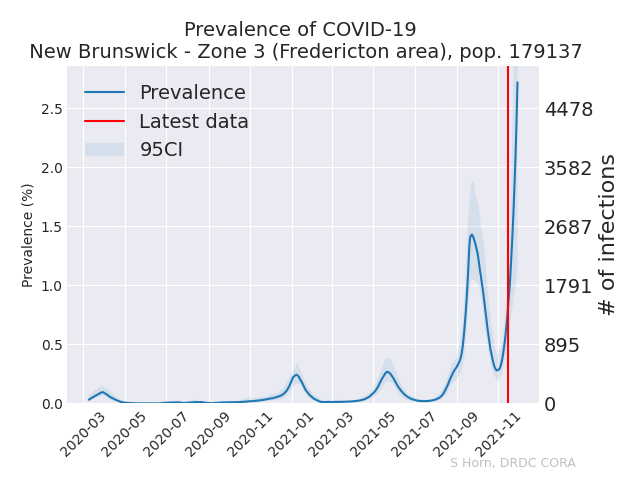 Prevalence of COVID-19
New Brunswick - Zone 3 (Fredericton area), pop. 179137
Prevalence
Latest data
95CI
Prevalence (%)
2.5
2.0
1.5
1.0
0.5
0.0
4478
3582
2687
1791
895
0
# of infections
2020-03
2020-05
2020-07
2020-09
2020-11
2021-01
2021-03
2021-05
2021-07
2021-09
2021-11
S Horn, DRDC CORA